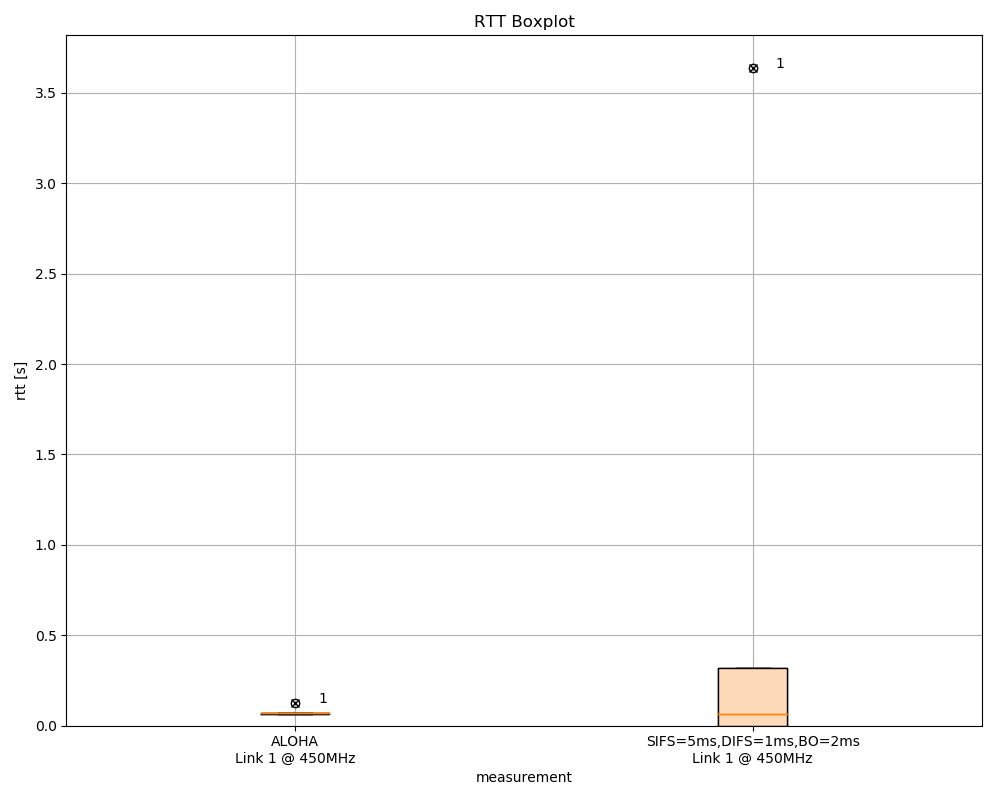 RTT Boxplot
rtt [s]
3.5
3.0
2.5
2.0
1.5
1.0
0.5
0.0
1
1
ALOHA
Link 1 @ 450MHz
SIFS=5ms,DIFS=1ms,BO=2ms
Link 1 @ 450MHz
measurement